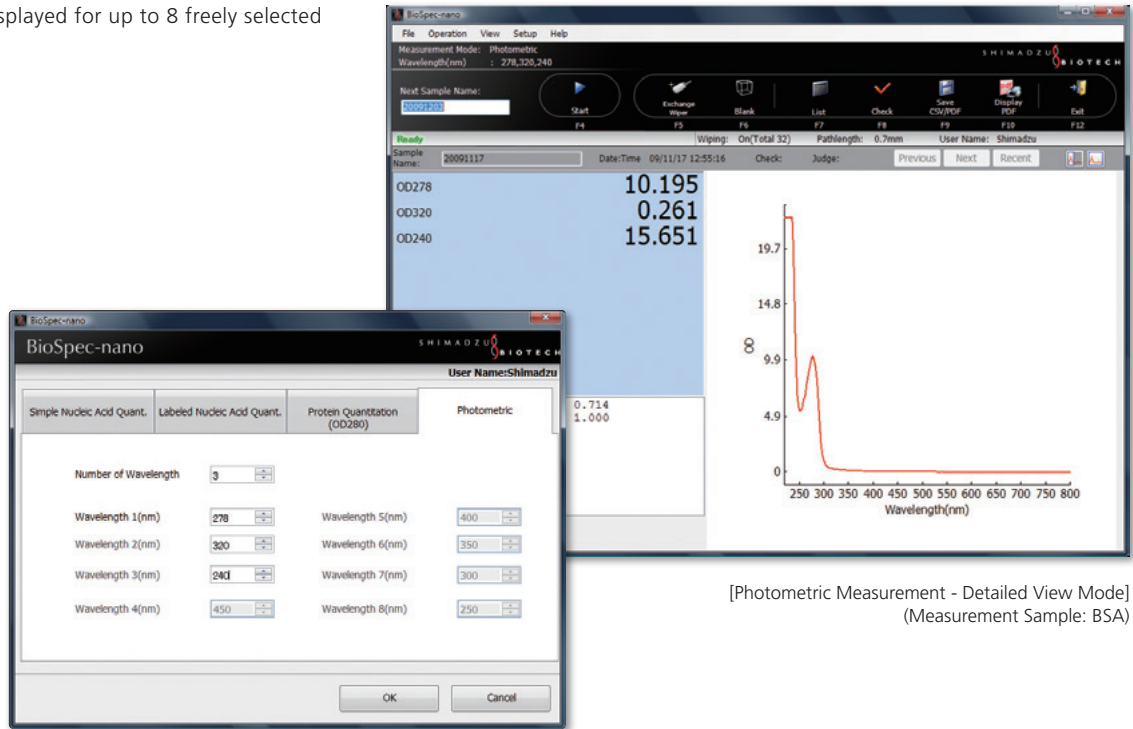 splayed for up to 8 freely selected
BioSpec-nano
File Operation View Setup Help
Measurement Mode: Photometric
Wavelength(nm) : 278,320,240
SHIMADZU BIOTECH
Next Sample Name:
20091203
Start
Exchange Wiper
Blank
List
Check
Save CSV/PDF
Display PDF
Exit
F4 F5 F6 F7 F8 F9 F10 F12
Ready
Wiping: On(Total 32) Pathlength: 0.7mm User Name: Shimadzu
Sample Name: 20091117 Date:Time 09/11/17 12:55:16 Check: Judge: Previous Next Recent
OD278 10.195
OD320 0.261
OD240 15.651
0.714
1.000
OD
19.7
14.8
9.9
4.9
0
250 300 350 400 450 500 550 600 650 700 750 800
Wavelength(nm)
BioSpec-nano
BioSpec-nano
SHIMADZU BIOTECH
User Name:Shimadzu
Simple Nucleic Acid Quant. Labeled Nucleic Acid Quant. Protein Quantitation (OD280) Photometric
Number of Wavelength 3
Wavelength 1(nm) 278 Wavelength 5(nm) 400
Wavelength 2(nm) 320 Wavelength 6(nm) 350
Wavelength 3(nm) 240 Wavelength 7(nm) 300
Wavelength 4(nm) 450 Wavelength 8(nm) 250
OK Cancel
[Photometric Measurement - Detailed View Mode]
(Measurement Sample: BSA)